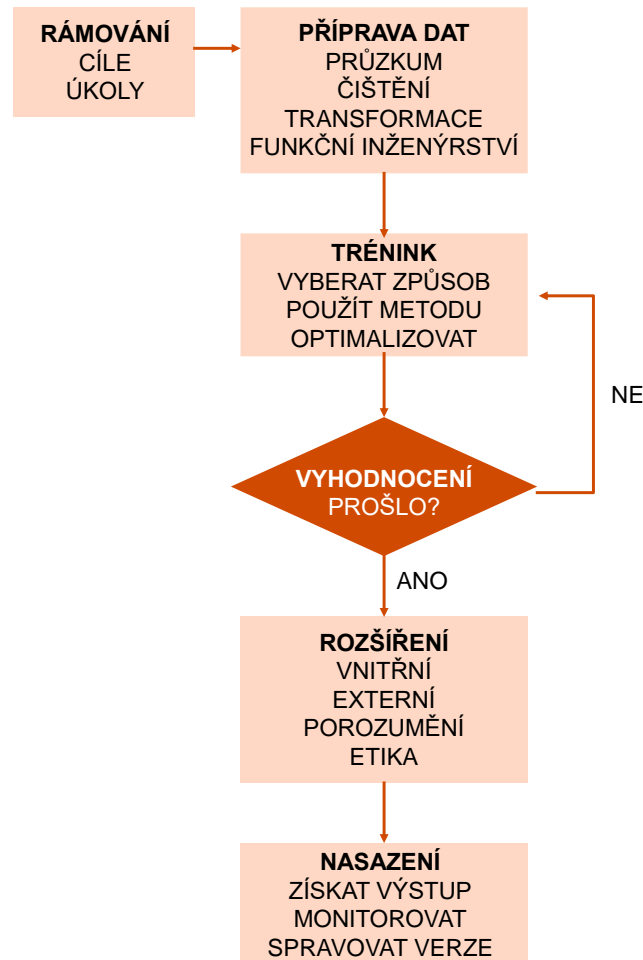 RÁMOVÁNÍ
CÍLE
ÚKOLY
PŘÍPRAVA DAT
PRŮZKUM
ČIŠTĚNÍ
TRANSFORMACE
FUNKČNÍ INŽENÝRSTVÍ
TRÉNINK
VYBERAT ZPŮSOB
POUŽÍT METODU
OPTIMALIZOVAT
NE
VYHODNOCENÍ
PROŠLO?
ANO
ROZŠÍŘENÍ
VNITŘNÍ
EXTERNÍ
POROZUMĚNÍ
ETIKA
NASAZENÍ
ZÍSKAT VÝSTUP
MONITOROVAT
SPRAVOVAT VERZE